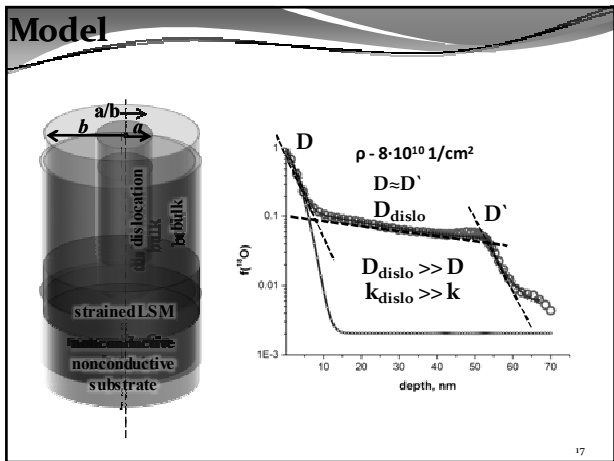 Model
a/b
b
a
dislocation
bulk
strained LSM
nonconductive
substrate
D
ρ - 8·10¹⁰ 1/cm²
D≈D`
D_dislo
D`
D_dislo >> D
k_dislo >> k
1
0.1
0.01
1E-3
f(¹⁸O)
0 10 20 30 40 50 60 70
depth, nm
17